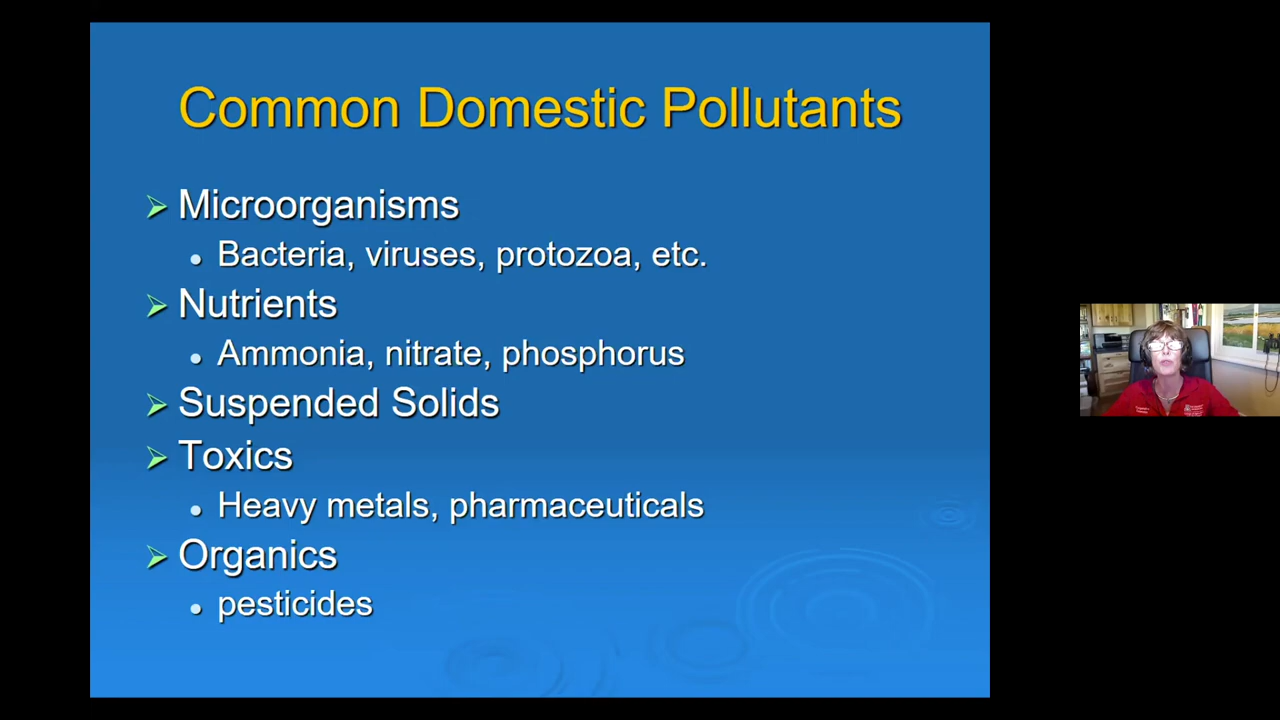 Common Domestic Pollutants
Microorganisms
Bacteria, viruses, protozoa, etc.
Nutrients
Ammonia, nitrate, phosphorus
Suspended Solids
Toxics
Heavy metals, pharmaceuticals
Organics
pesticides